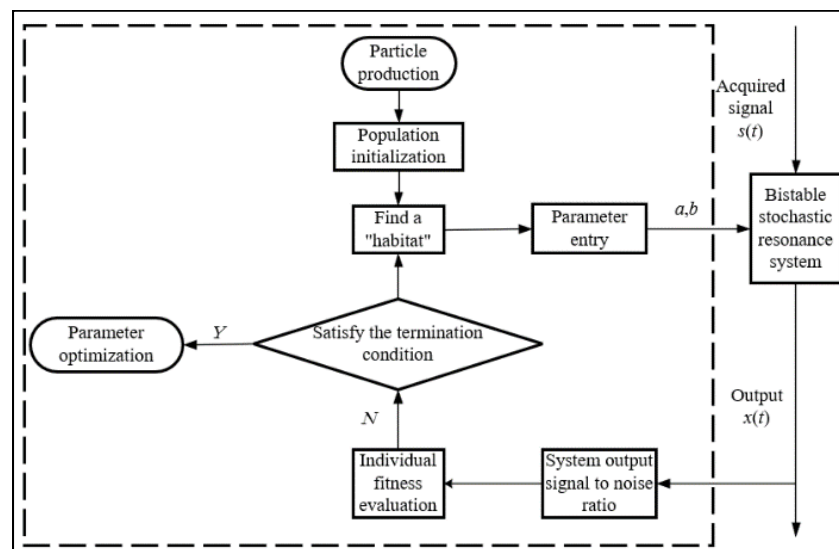 Particle
production
Population
initialization
Find a
"habitat"
Parameter
entry
a,b
Acquired
signal
s(t)
Bistable
stochastic
resonance
system
Satisfy the termination
condition
Y
Parameter
optimization
N
Individual
fitness
evaluation
System output
signal to noise
ratio
Output
x(t)